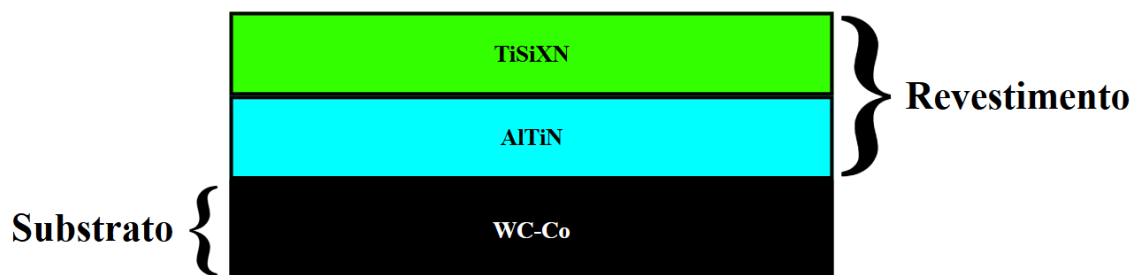 TiSiXN
Revestimento
AlTiN
Substrato
WC-Co